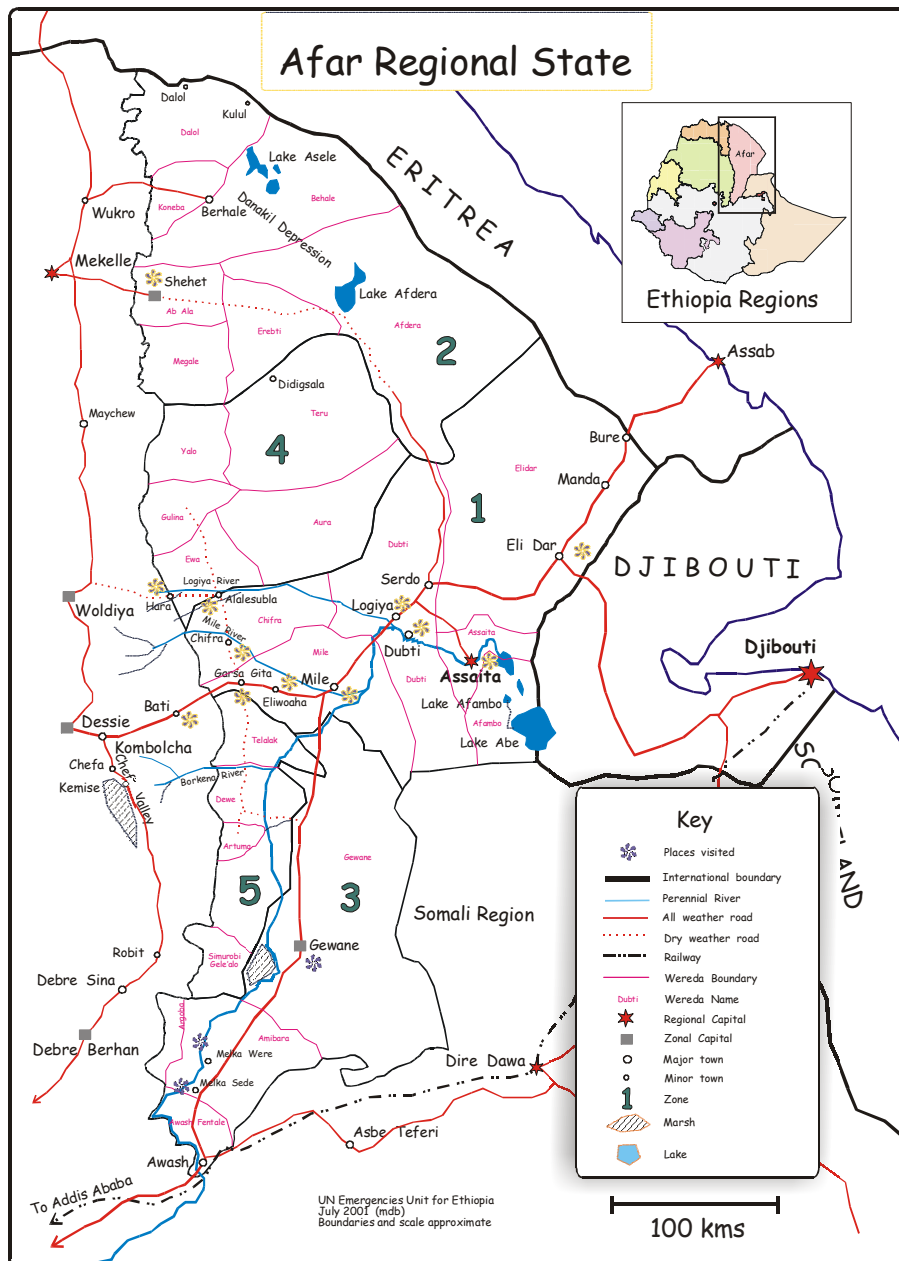 Afar Regional State
Dalol
Kulul
Dalol
Lake Asele
ERITREA
Afar
Ethiopia Regions
Koneba
Berhale
Behale
Wukro
Danakil Depression
Mekelle
Shehet
Lake Afdera
Ab Ala
Erebti
Afdera
2
Megale
Assab
Didigsala
Maychew
Teru
Bure
Yalo
4
Elidar
Manda
1
Gulina
Aura
Dubti
Eli Dar
Ewa
DJIBOUTI
Logiya River
Serdo
Hara
Alalesubla
Woldiya
Logiya
Chifra
Mile River
Assaita
Chifra
Dubti
Mile
Djibouti
Garsa Gita
Mile
Dubti
Assaita
Eliwoaha
Lake Afambo
Bati
Afambo
Dessie
Telalak
Lake Abe
Kombolcha
SOOMLELAND
Chefa
Chef Valley
Borkena River
Kemise
Dewe
Artuma
Gewane
5
3
Somali Region
Robit
Simurobi
Gele'alo
Gewane
Debre Sina
Argoba
Debre Berhan
Amibara
Melka Were
Dire Dawa
Melka Sede
Awash Fentale
Asbe Teferi
Awash
To Addis Ababa
UN Emergencies Unit for Ethiopia
July 2001 (mdb)
Boundaries and scale approximate
Key
Places visited
International boundary
Perennial River
All weather road
Dry weather road
Railway
Wereda Boundary
Dubti Wereda Name
Regional Capital
Zonal Capital
Major town
Minor town
1 Zone
Marsh
Lake
100 kms